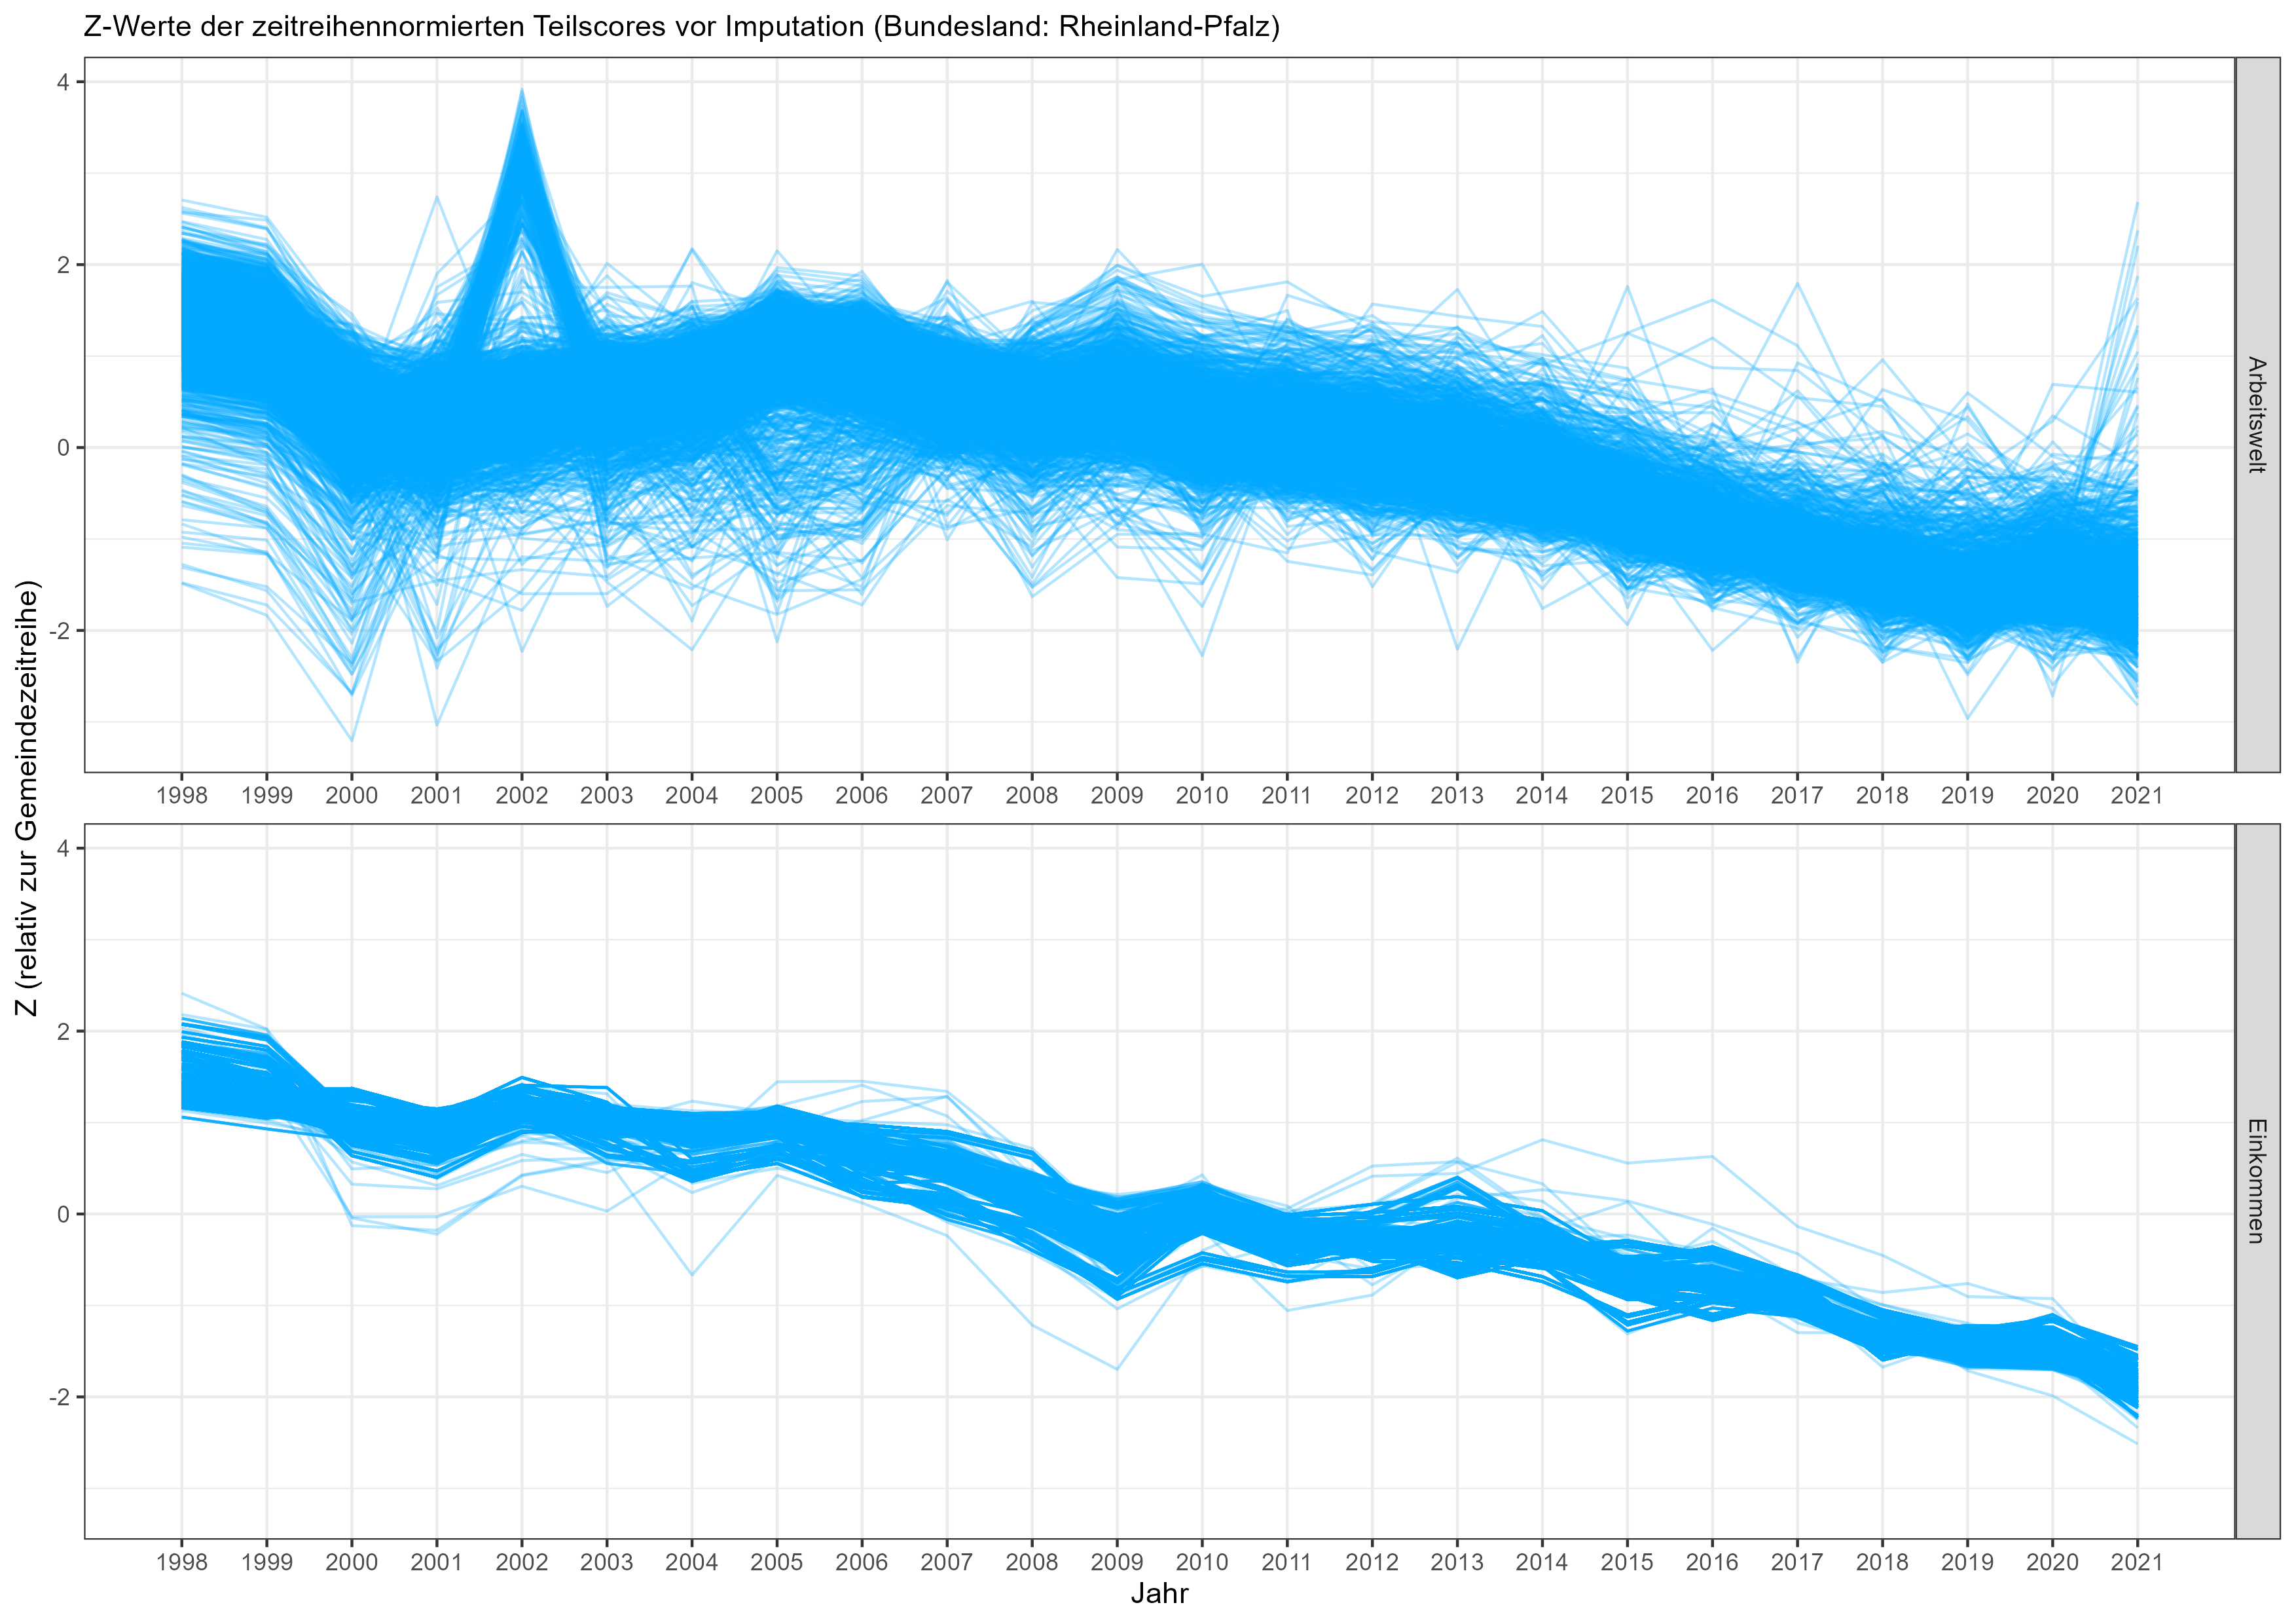 Z-Werte der zeitreihennormierten Teilscores vor Imputation (Bundesland: Rheinland-Pfalz)
Z (relativ zur Gemeindezeitreihe)
4
2
0
-2
Arbeitswelt
1998 1999 2000 2001 2002 2003 2004 2005 2006 2007 2008 2009 2010 2011 2012 2013 2014 2015 2016 2017 2018 2019 2020 2021
4
2
0
-2
Einkommen
1998 1999 2000 2001 2002 2003 2004 2005 2006 2007 2008 2009 2010 2011 2012 2013 2014 2015 2016 2017 2018 2019 2020 2021
Jahr